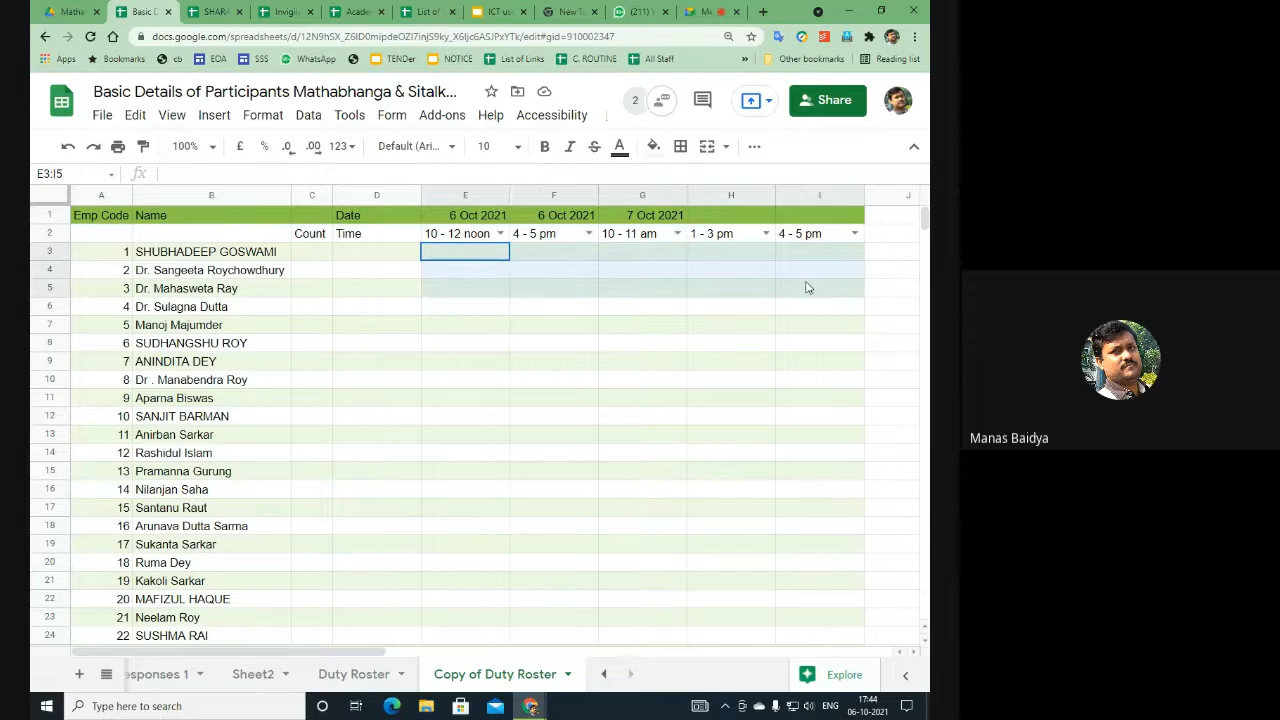 Math
Basic D
SHAR
Invigil
Acade
List of
ICT use
New T
(211) V
Me
docs.google.com/spreadsheets/d/12N9hSX_Z6ID0mipdeOZI7injS9ky_X6Ijc6ASJPxYTk/edit#gid=910002347
Apps Bookmarks cb EOA SSS WhatsApp TENDer NOTICE List of Links C. ROUTINE All Staff » Other bookmarks Reading list
Basic Details of Participants Mathabhanga & Sitalk...
2
Share
File Edit View Insert Format Data Tools Form Add-ons Help Accessibility
100% £ % .0 .00 123 Default (Ari... 10 B I S A
E3:I5 fx
A B C D E F G H I J
1 Emp Code Name Date 6 Oct 2021 6 Oct 2021 7 Oct 2021
2 Count Time 10 - 12 noon 4 - 5 pm 10 - 11 am 1 - 3 pm 4 - 5 pm
3 1 SHUBHADEEP GOSWAMI
4 2 Dr. Sangeeta Roychowdhury
5 3 Dr. Mahasweta Ray
6 4 Dr. Sulagna Dutta
7 5 Manoj Majumder
8 6 SUDHANGSHU ROY
9 7 ANINDITA DEY
10 8 Dr . Manabendra Roy
11 9 Aparna Biswas
12 10 SANJIT BARMAN
13 11 Anirban Sarkar
14 12 Rashidul Islam
15 13 Pramanna Gurung
16 14 Nilanjan Saha
17 15 Santanu Raut
18 16 Arunava Dutta Sarma
19 17 Sukanta Sarkar
20 18 Ruma Dey
21 19 Kakoli Sarkar
22 20 MAFIZUL HAQUE
23 21 Neelam Roy
24 22 SUSHMA RAI
Manas Baidya
esponses 1 Sheet2 Duty Roster Copy of Duty Roster Explore
Type here to search
ENG
17:44
06-10-2021